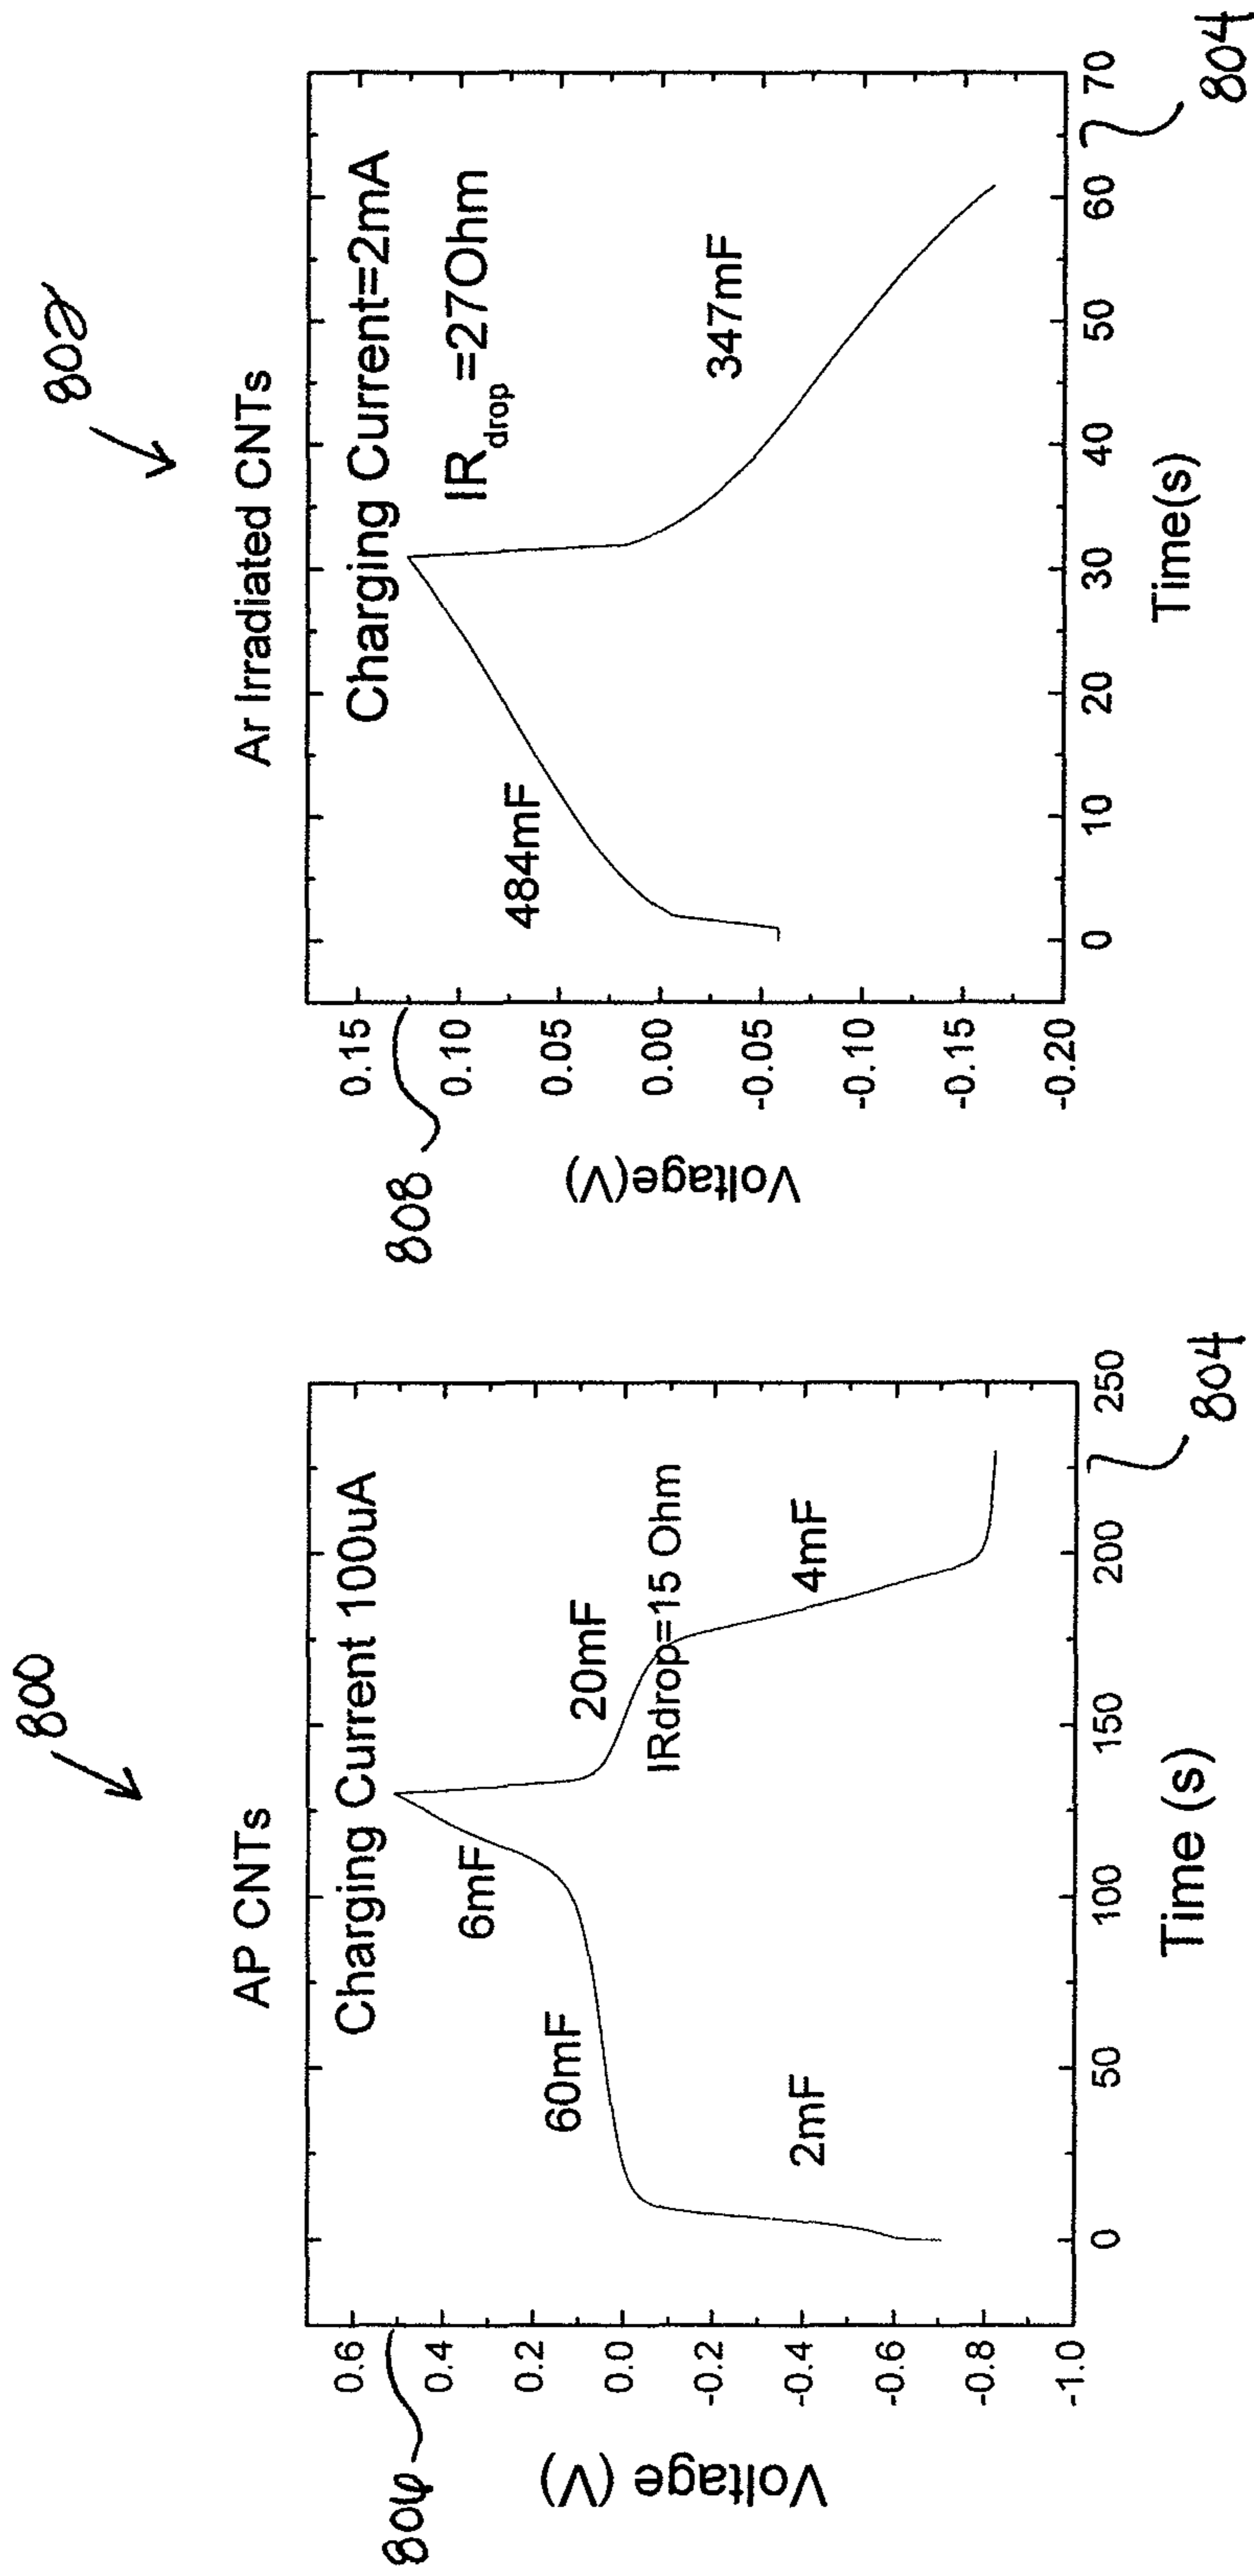 800
AP CNTs
806
Charging Current 100uA
6mF
20mF
60mF
IRdrop=15 Ohm
2mF
4mF
0.6
0.4
0.2
0.0
-0.2
-0.4
-0.6
-0.8
-1.0
Voltage (V)
0 50 100 150 200 250
Time (s)
804
802
Ar Irradiated CNTs
808
Charging Current=2mA
IRdrop =27Ohm
484mF
347mF
0.15
0.10
0.05
0.00
-0.05
-0.10
-0.15
-0.20
Voltage(V)
0 10 20 30 40 50 60 70
Time(s)
804